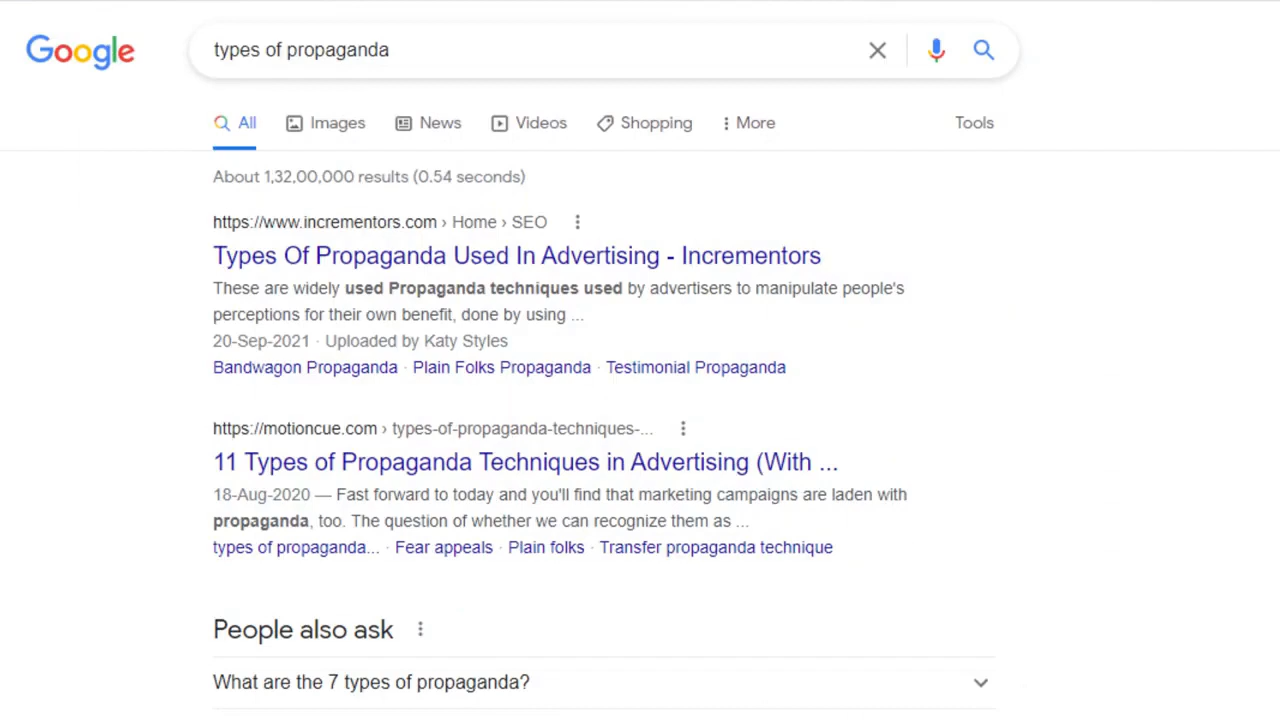 Google
types of propaganda
All Images News Videos Shopping More Tools
About 1,32,00,000 results (0.54 seconds)
https://www.incrementors.com › Home › SEO
Types Of Propaganda Used In Advertising - Incrementors
These are widely used Propaganda techniques used by advertisers to manipulate people's
perceptions for their own benefit, done by using ...
20-Sep-2021 · Uploaded by Katy Styles
Bandwagon Propaganda · Plain Folks Propaganda · Testimonial Propaganda
https://motioncue.com › types-of-propaganda-techniques-...
11 Types of Propaganda Techniques in Advertising (With ...
18-Aug-2020 — Fast forward to today and you'll find that marketing campaigns are laden with
propaganda, too. The question of whether we can recognize them as ...
types of propaganda... · Fear appeals · Plain folks · Transfer propaganda technique
People also ask
What are the 7 types of propaganda?